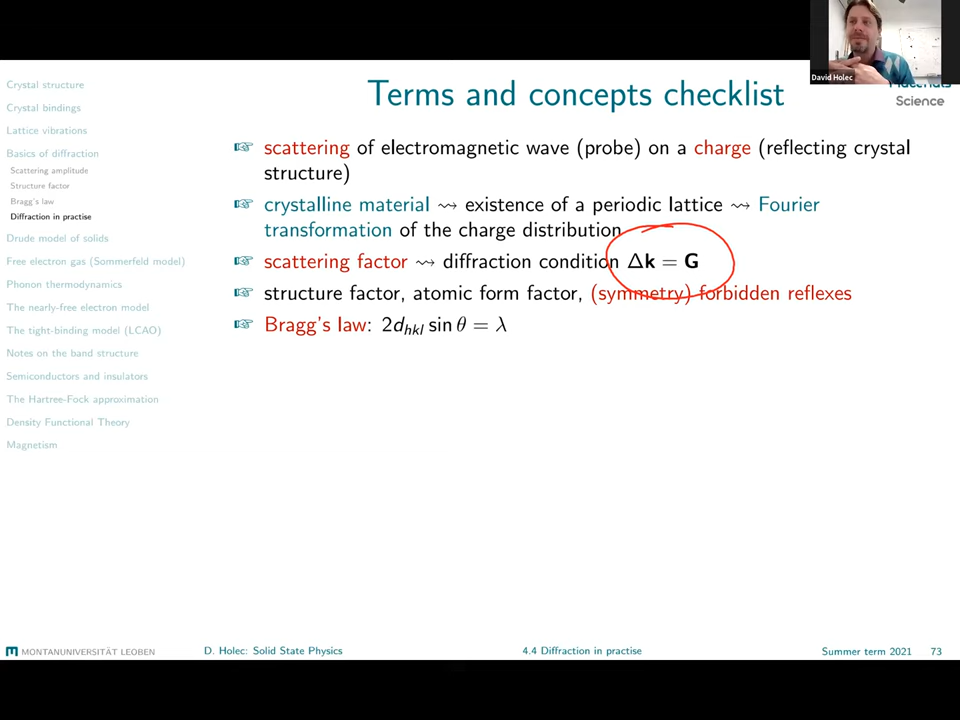 David Holec
Materials
Science
Terms and concepts checklist
Crystal structure
Crystal bindings
Lattice vibrations
Basics of diffraction
Scattering amplitude
Structure factor
Bragg's law
Diffraction in practise
Drude model of solids
Free electron gas (Sommerfeld model)
Phonon thermodynamics
The nearly-free electron model
The tight-binding model (LCAO)
Notes on the band structure
Semiconductors and insulators
The Hartree-Fock approximation
Density Functional Theory
Magnetism
☞ scattering of electromagnetic wave (probe) on a charge (reflecting crystal
structure)
☞ crystalline material ⇝ existence of a periodic lattice ⇝ Fourier
transformation of the charge distribution
☞ scattering factor ⇝ diffraction condition Δk = G
☞ structure factor, atomic form factor, (symmetry) forbidden reflexes
☞ Bragg's law: 2d_hkl sin θ = λ
MONTANUNIVERSITÄT LEOBEN D. Holec: Solid State Physics 4.4 Diffraction in practise Summer term 2021 73